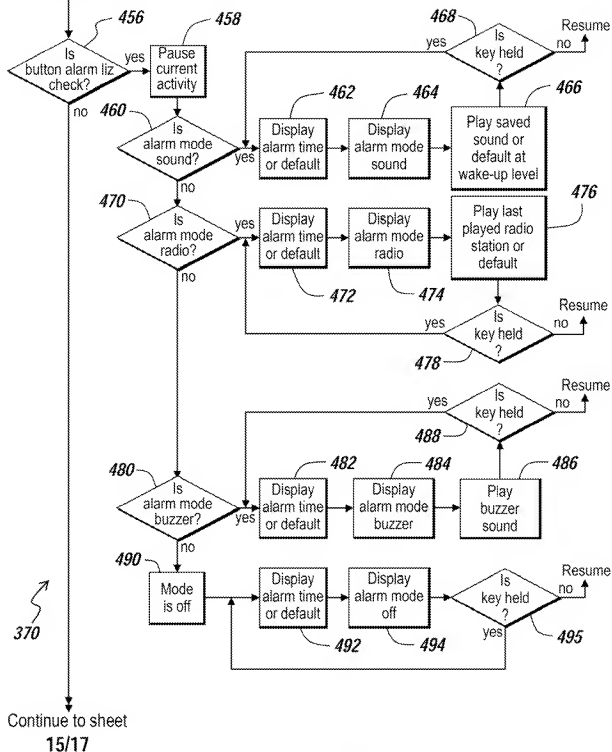 456
Is
button alarm liz
check?
yes
no
458
Pause
current
activity
468
Is
key held
?
yes
no
Resume
460
Is
alarm mode
sound?
yes
no
462
Display
alarm time
or default
464
Display
alarm mode
sound
466
Play saved
sound or
default at
wake-up level
470
Is
alarm mode
radio?
yes
no
Display
alarm time
or default
472
Display
alarm mode
radio
474
476
Play last
played radio
station or
default
Is
key held
?
yes
no
Resume
478
Is
key held
?
yes
no
Resume
488
480
Is
alarm mode
buzzer?
yes
no
482
Display
alarm time
or default
484
Display
alarm mode
buzzer
486
Play
buzzer
sound
490
Mode
is off
Display
alarm time
or default
492
Display
alarm mode
off
494
Is
key held
?
yes
no
Resume
495
370
Continue to sheet
15/17